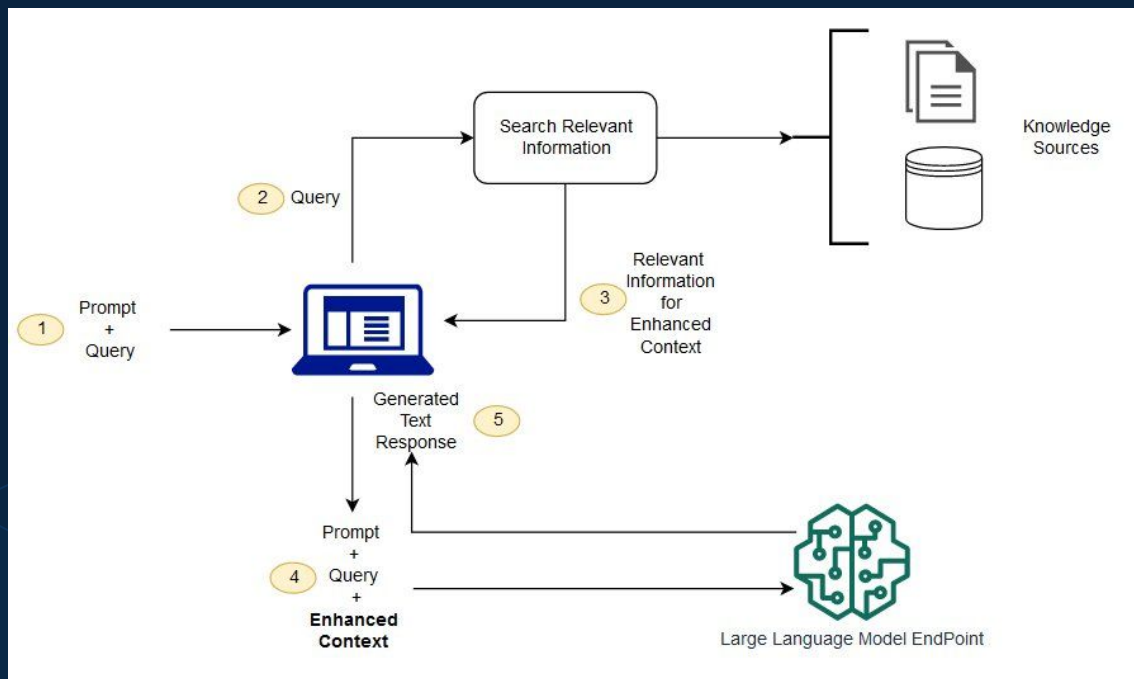 Search Relevant
Information
Knowledge
Sources
2
Query
Relevant
Information
for
Enhanced
Context
3
1
Prompt
+
Query
Generated
Text
Response
5
Prompt
+
Query
+
Enhanced
Context
4
Large Language Model EndPoint